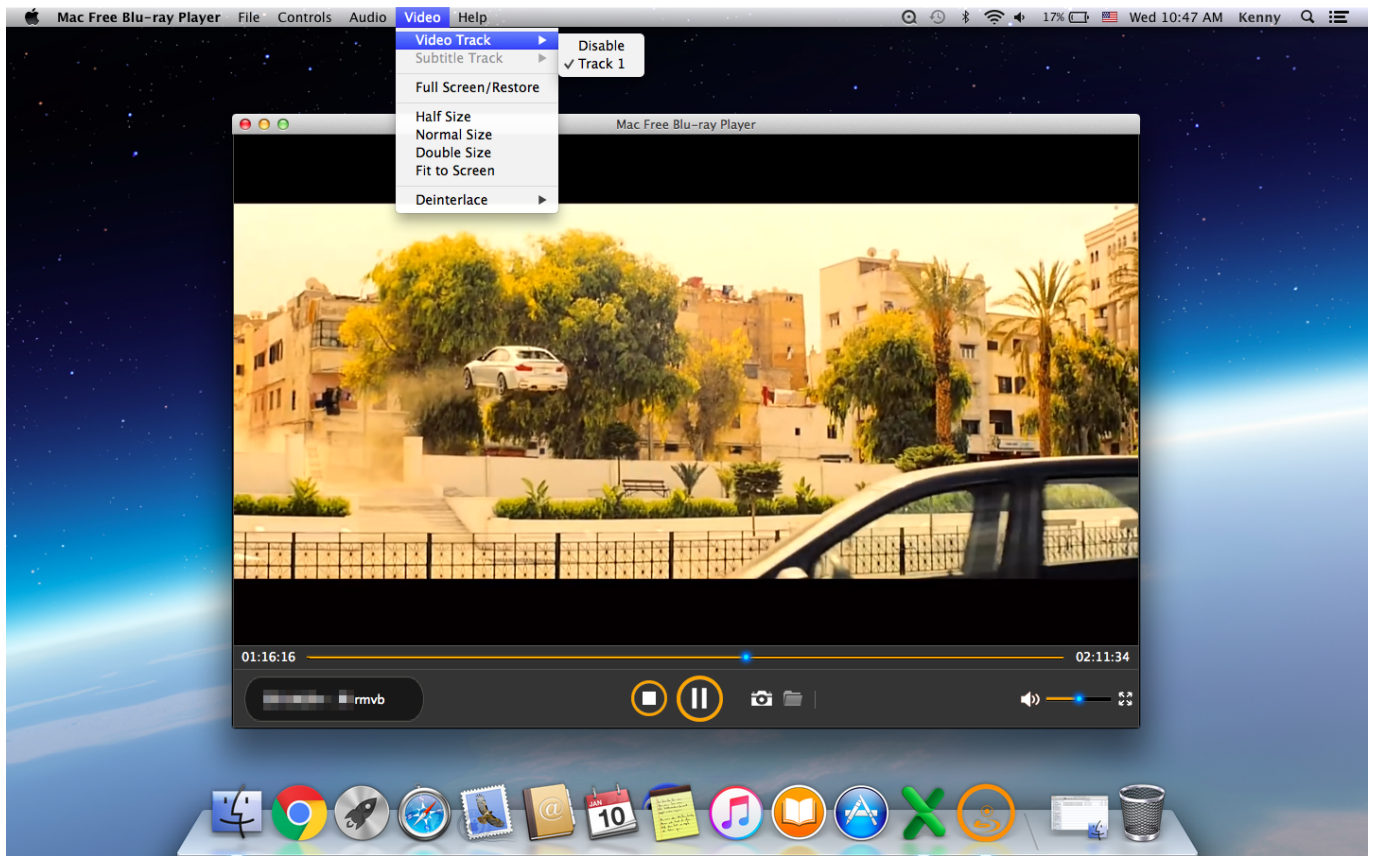 Mac Free Blu-ray Player File Controls Audio Video Help 17% Wed 10:47 AM Kenny
Video Track
Disable
Subtitle Track
Track 1
Full Screen/Restore
Half Size
Normal Size
Double Size
Fit to Screen
Deinterlace
Mac Free Blu-ray Player
01:16:16
02:11:34
rmvb
JAN
10
@